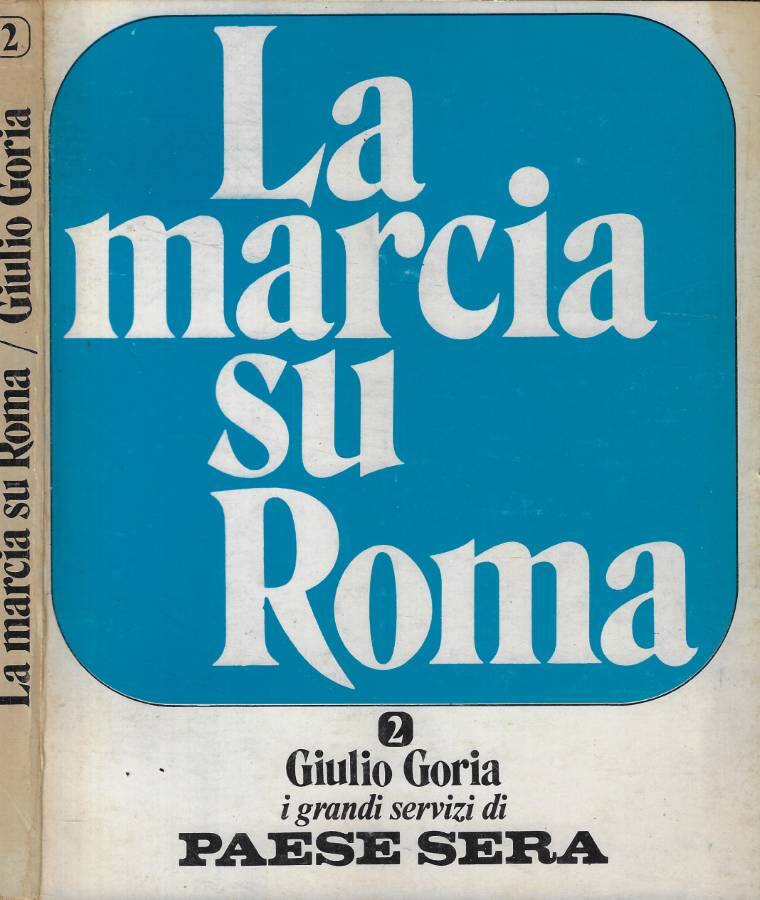 2
La marcia su Roma / Giulio Goria
La
marcia
su
Roma
2
Giulio Goria
i grandi servizi di
PAESE SERA